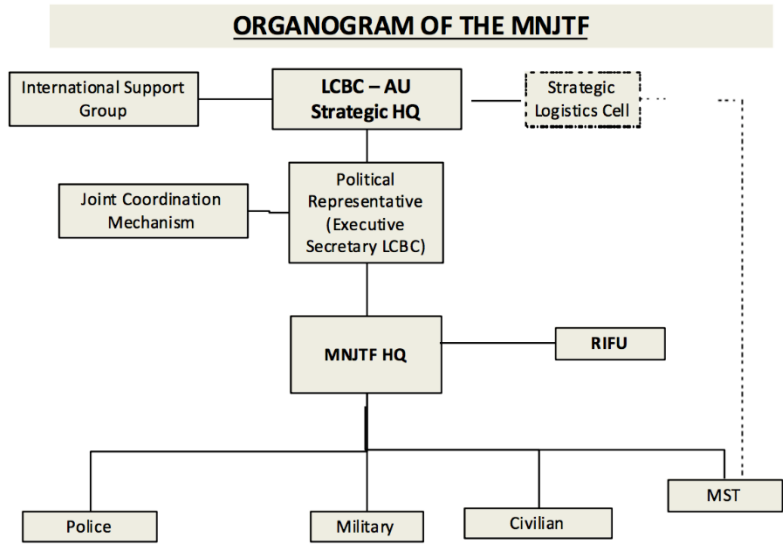 ORGANOGRAM OF THE MNJTF
International Support
Group
LCBC – AU
Strategic HQ
Strategic
Logistics Cell
Joint Coordination
Mechanism
Political
Representative
(Executive
Secretary LCBC)
MNJTF HQ
RIFU
Police
Military
Civilian
MST